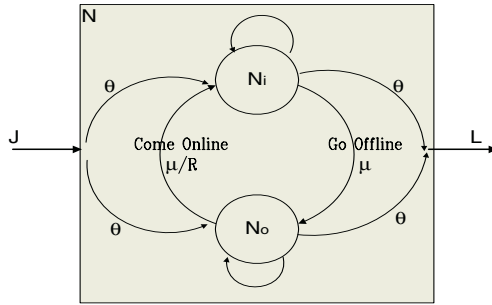 N
Ni
θ
θ
J
Come Online
μ/R
Go Offline
μ
L
No
θ
θ